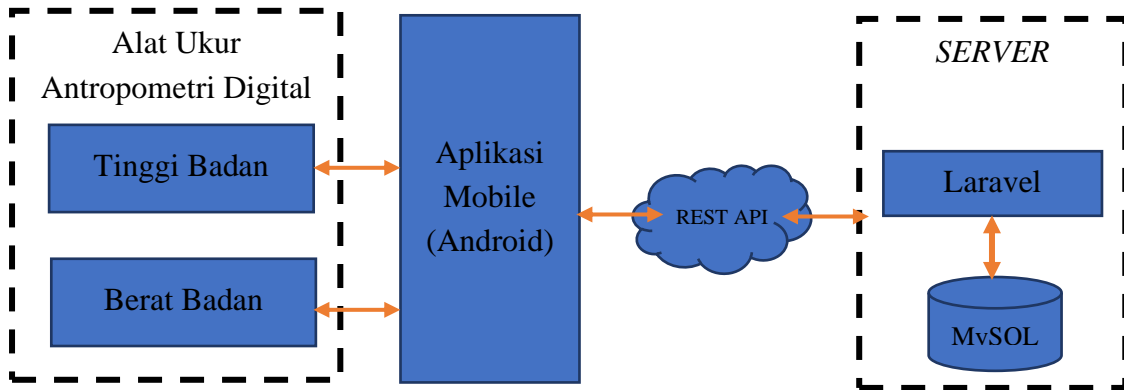 Alat Ukur
Antropometri Digital
Tinggi Badan
Berat Badan
Aplikasi
Mobile
(Android)
REST API
SERVER
Laravel
MySQL